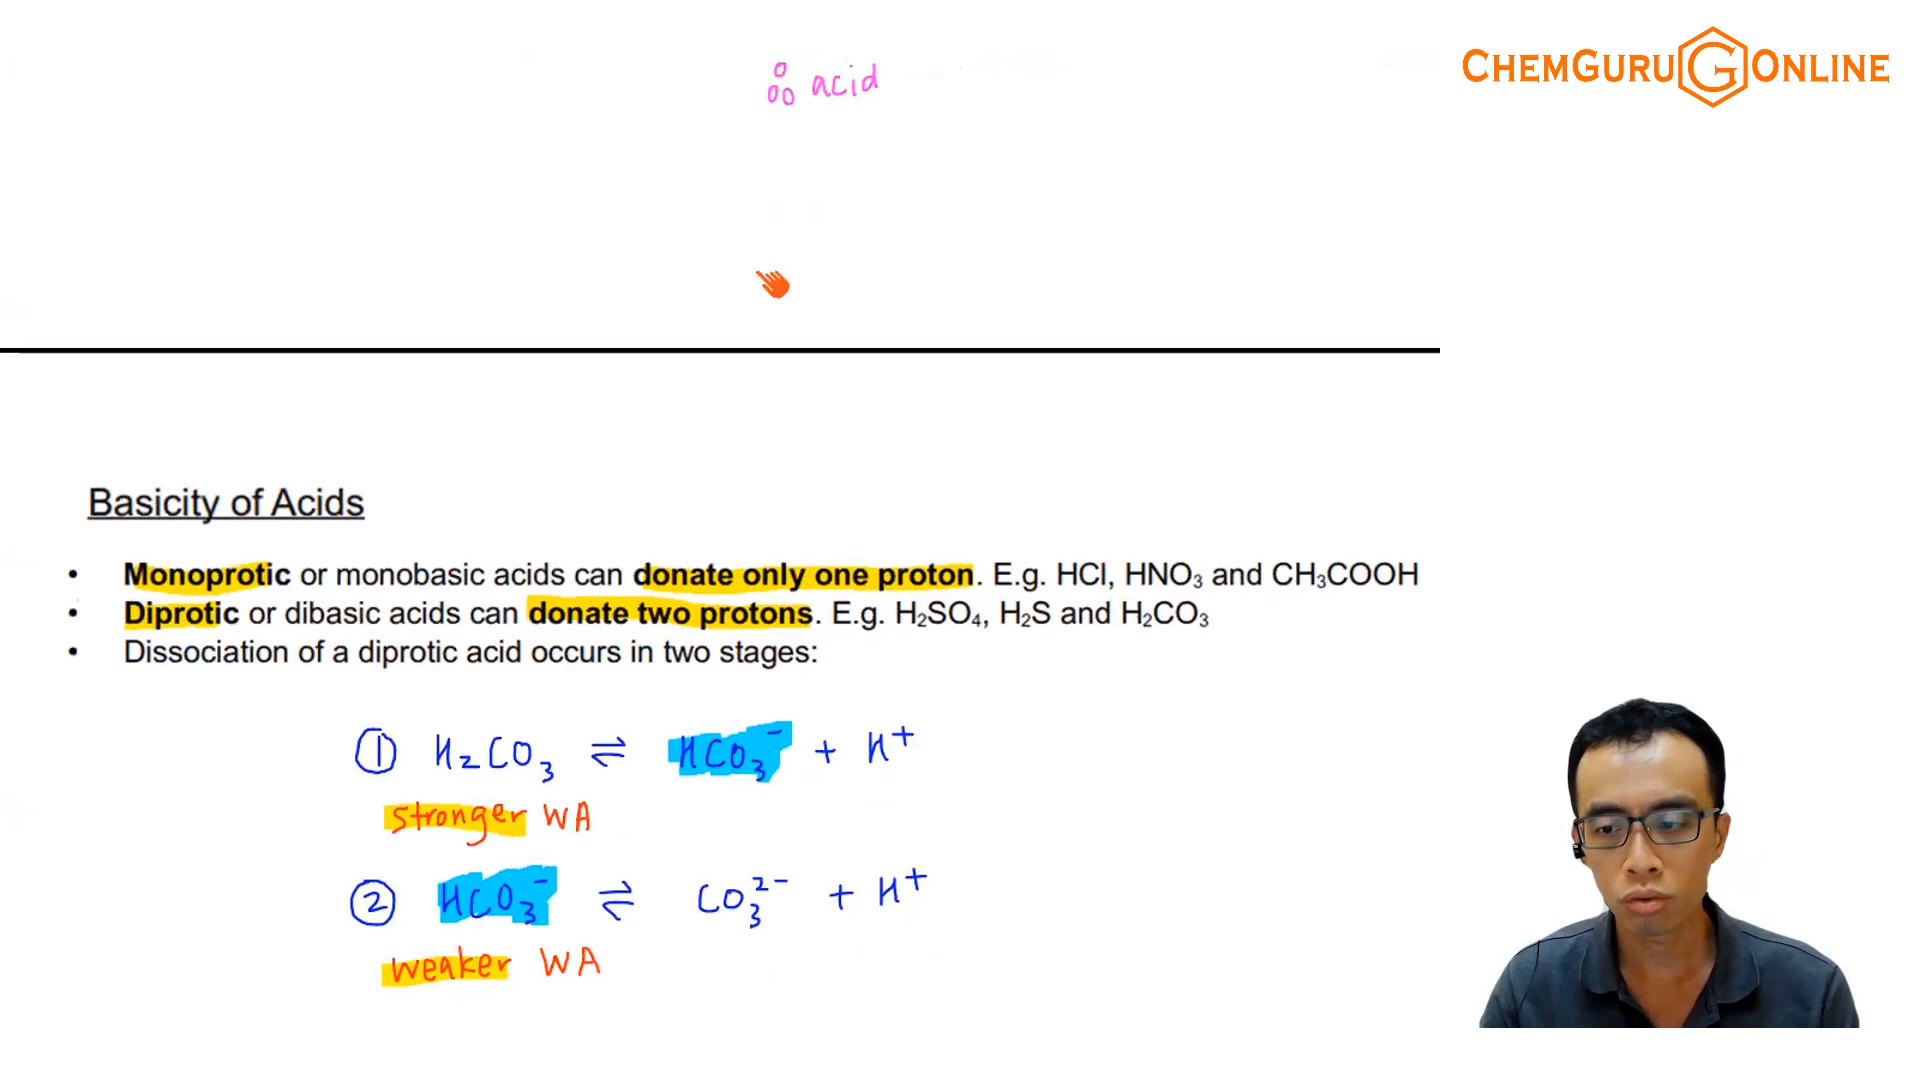 CHEMGURU G ONLINE
acid
Basicity of Acids
• Monoprotic or monobasic acids can donate only one proton. E.g. HCl, HNO₃ and CH₃COOH
• Diprotic or dibasic acids can donate two protons. E.g. H₂SO₄, H₂S and H₂CO₃
• Dissociation of a diprotic acid occurs in two stages:
① H₂CO₃ ⇌ HCO₃⁻ + H⁺
stronger WA
② HCO₃⁻ ⇌ CO₃²⁻ + H⁺
weaker WA